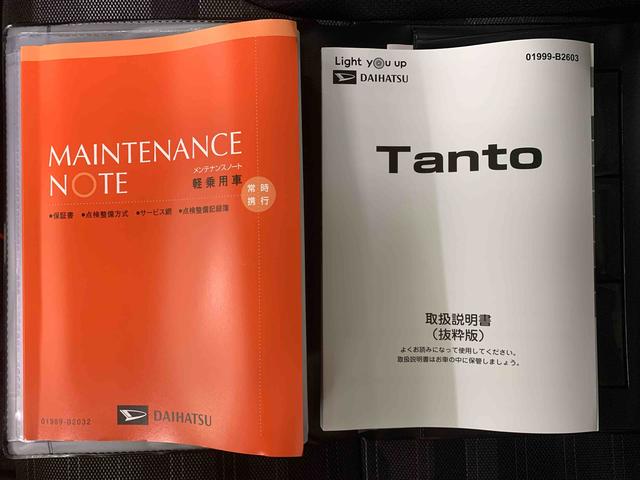 MAINTENANCE
NOTE
メンテナンスノート
軽乗用車
常時
携行
●保証書 ●点検整備方式 ●サービス網 ●点検整備記録簿
01989-B2032
DAIHATSU
Light you up
DAIHATSU
01999-B2603
Tanto
取扱説明書
（抜粋版）
よくお読みになって使用してください。
取扱説明書はお車の中に保管しましょう。